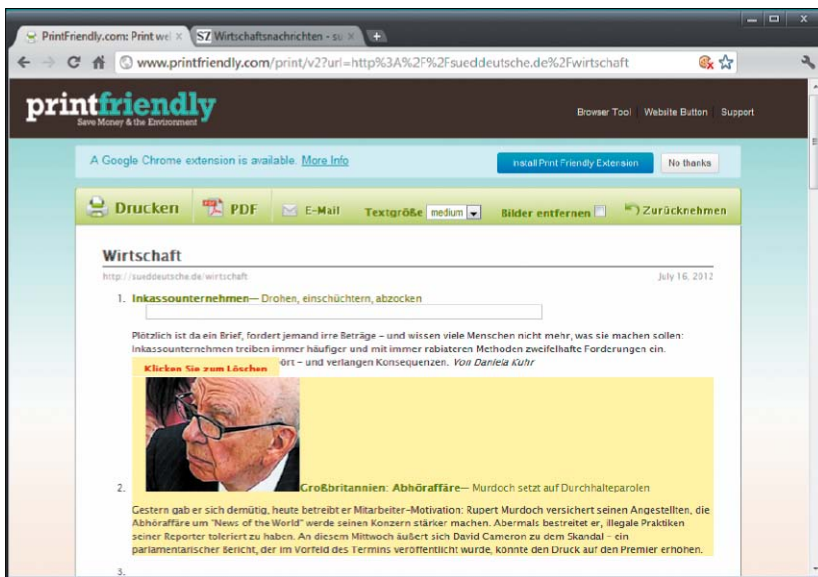 PrintFriendly.com: Print wel ×
SZ Wirtschaftsnachrichten - su ×
www.printfriendly.com/print/v2?url=http%3A%2F%2Fsueddeutsche.de%2Fwirtschaft
printfriendly
Save Money & the Environment
Browser Tool Website Button Support
A Google Chrome extension is available. More Info
Install Print Friendly Extension No thanks
Drucken PDF E-Mail Textgröße medium Bilder entfernen Zurücknehmen
Wirtschaft
http://sueddeutsche.de/wirtschaft July 16, 2012
1. Inkassounternehmen— Drohen, einschüchtern, abzocken
Plötzlich ist da ein Brief, fordert jemand irre Beträge – und wissen viele Menschen nicht mehr, was sie machen sollen:
Inkassounternehmen treiben immer häufiger und mit immer rabiateren Methoden zweifelhafte Forderungen ein.
Klicken Sie zum Löschen
ört – und verlangen Konsequenzen. Von Daniela Kuhr
2. Großbritannien: Abhöraffäre— Murdoch setzt auf Durchhalteparolen
Gestern gab er sich demütig, heute betreibt er Mitarbeiter-Motivation: Rupert Murdoch versichert seinen Angestellten, die
Abhöraffäre um "News of the World" werde seinen Konzern stärker machen. Abermals bestreitet er, illegale Praktiken
seiner Reporter toleriert zu haben. An diesem Mittwoch äußert sich David Cameron zu dem Skandal – ein
parlamentarischer Bericht, der im Vorfeld des Termins veröffentlicht wurde, könnte den Druck auf den Premier erhöhen.
3.